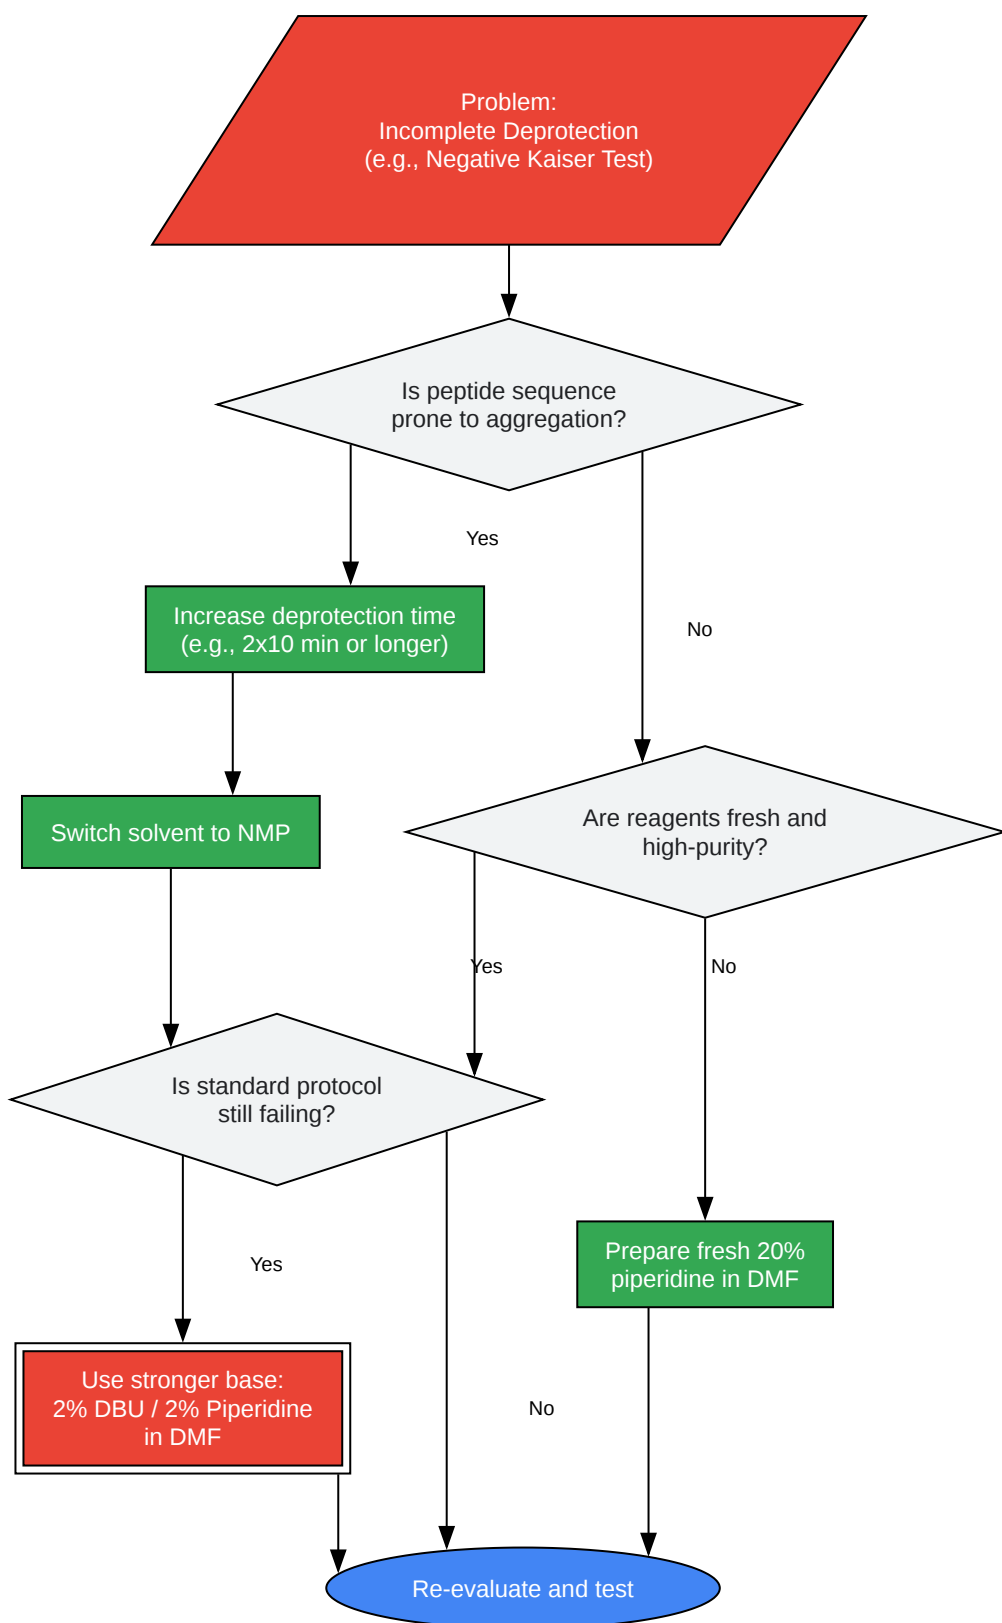 Problem:
Incomplete Deprotection
(e.g., Negative Kaiser Test)
Is peptide sequence
prone to aggregation?
Yes
Increase deprotection time
(e.g., 2x10 min or longer)
No
Switch solvent to NMP
Are reagents fresh and
high-purity?
Yes
No
Is standard protocol
still failing?
Yes
Prepare fresh 20%
piperidine in DMF
Use stronger base:
2% DBU / 2% Piperidine
in DMF
No
Re-evaluate and test